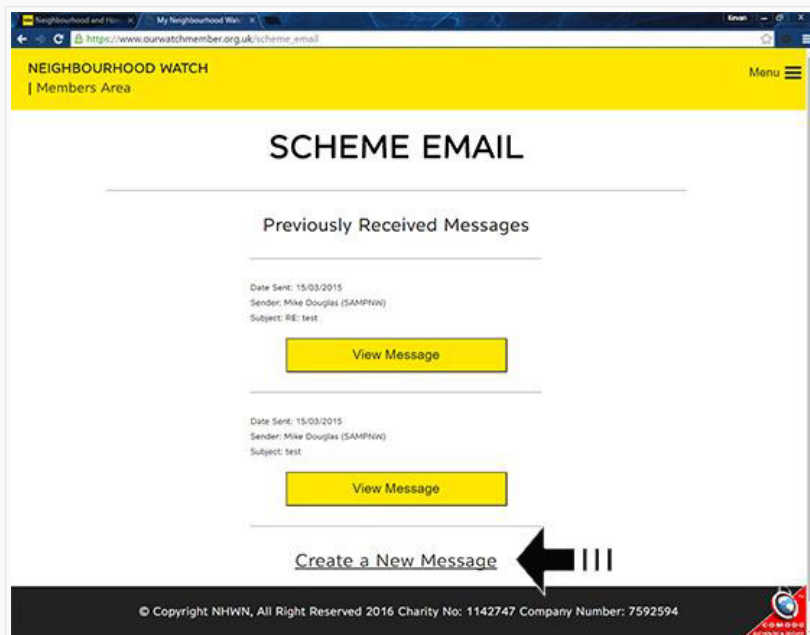 Neighbourhood and Hom
My Neighbourhood Wat
Kevan
https://www.ourwatchmember.org.uk/scheme_email
NEIGHBOURHOOD WATCH
| Members Area
Menu
SCHEME EMAIL
Previously Received Messages
Date Sent: 15/03/2015
Sender: Mike Douglas (SAMPNW)
Subject: RE: test
View Message
Date Sent: 15/03/2015
Sender: Mike Douglas (SAMPNW)
Subject: test
View Message
Create a New Message
© Copyright NHWN, All Right Reserved 2016 Charity No: 1142747 Company Number: 7592594
COMODO